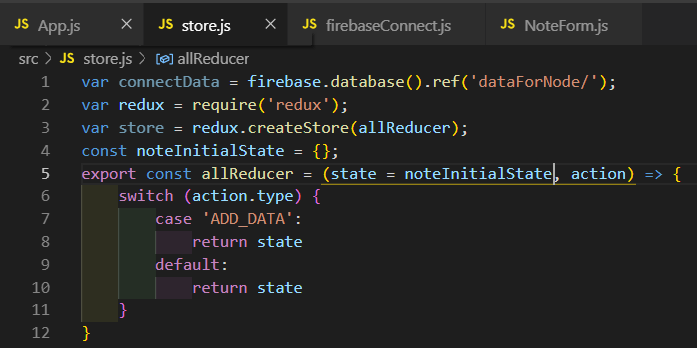 JS App.js JS store.js × JS firebaseConnect.js JS NoteForm.js
src > JS store.js > allReducer
1 var connectData = firebase.database().ref('dataForNode/');
2 var redux = require('redux');
3 var store = redux.createStore(allReducer);
4 const noteInitialState = {};
5 export const allReducer = (state = noteInitialState, action) => {
6 switch (action.type) {
7 case 'ADD_DATA':
8 return state
9 default:
10 return state
11 }
12 }